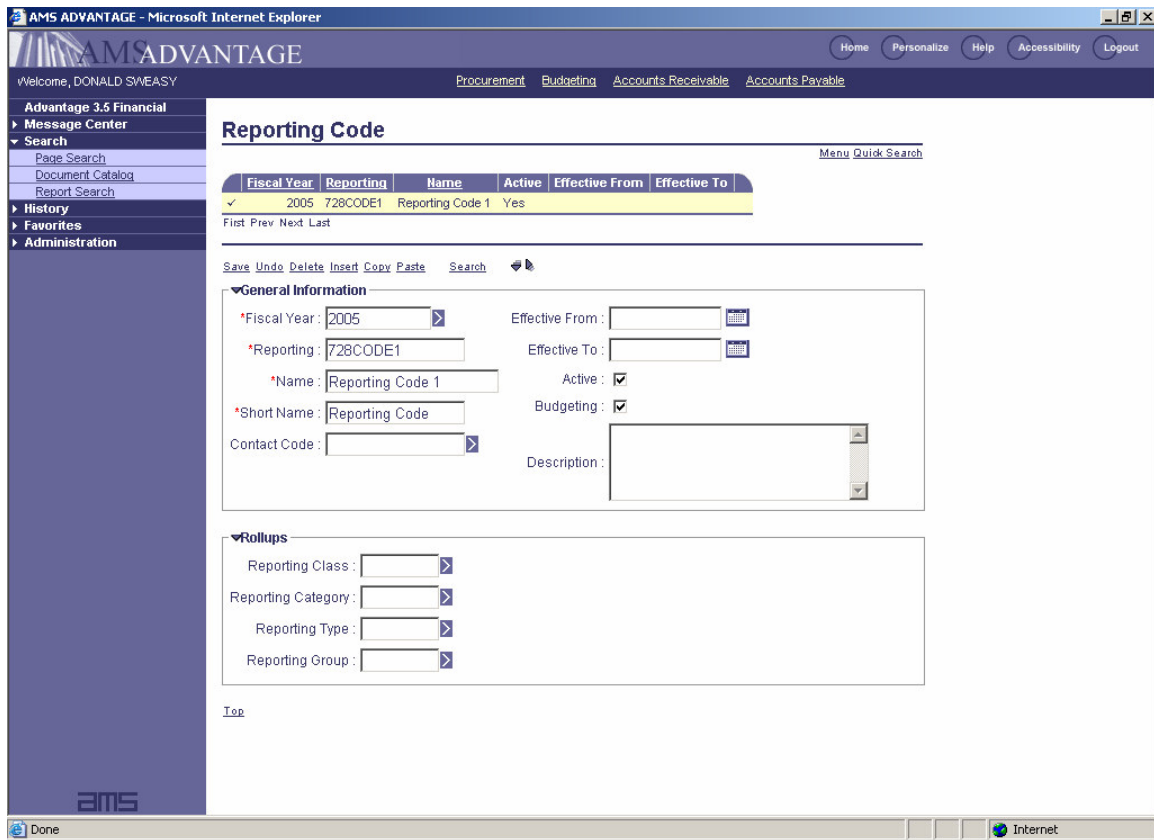 AMS ADVANTAGE - Microsoft Internet Explorer
AMSADVANTAGE
Home Personalize Help Accessibility Logout
Welcome, DONALD SWEASY
Procurement Budgeting Accounts Receivable Accounts Payable
Advantage 3.5 Financial
Message Center
Search
Page Search
Document Catalog
Report Search
History
Favorites
Administration
Reporting Code
Menu Quick Search
Fiscal Year Reporting Name Active Effective From Effective To
2005 728CODE1 Reporting Code 1 Yes
First Prev Next Last
Save Undo Delete Insert Copy Paste Search
General Information
*Fiscal Year : 2005 Effective From :
*Reporting : 728CODE1 Effective To :
*Name : Reporting Code 1 Active :
*Short Name : Reporting Code Budgeting :
Contact Code : Description :
Rollups
Reporting Class :
Reporting Category :
Reporting Type :
Reporting Group :
Top
ams
Done Internet